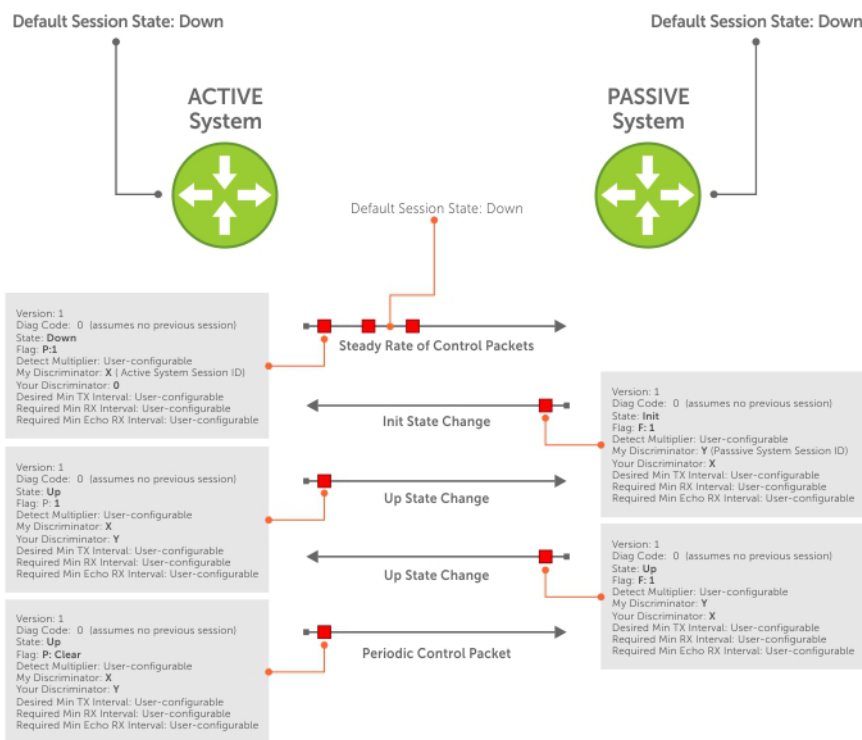 Default Session State: Down
Default Session State: Down
ACTIVE
System
PASSIVE
System
Default Session State: Down
Version: 1
Diag Code: 0 (assumes no previous session)
State: Down
Flag: P:1
Detect Multiplier: User-configurable
My Discriminator: X ( Active System Session ID)
Your Discriminator: 0
Desired Min TX Interval: User-configurable
Required Min RX Interval: User-configurable
Required Min Echo RX Interval: User-configurable
Steady Rate of Control Packets
Init State Change
Version: 1
Diag Code: 0 (assumes no previous session)
State: Init
Flag: F: 1
Detect Multiplier: User-configurable
My Discriminator: Y (Passsive System Session ID)
Your Discriminator: X
Desired Min TX Interval: User-configurable
Required Min RX Interval: User-configurable
Required Min Echo RX Interval: User-configurable
Version: 1
Diag Code: 0 (assumes no previous session)
State: Up
Flag: P: 1
Detect Multiplier: User-configurable
My Discriminator: X
Your Discriminator: Y
Desired Min TX Interval: User-configurable
Required Min RX Interval: User-configurable
Required Min Echo RX Interval: User-configurable
Up State Change
Up State Change
Version: 1
Diag Code: 0 (assumes no previous session)
State: Up
Flag: F: 1
Detect Multiplier: User-configurable
My Discriminator: Y
Your Discriminator: X
Desired Min TX Interval: User-configurable
Required Min RX Interval: User-configurable
Required Min Echo RX Interval: User-configurable
Version: 1
Diag Code: 0 (assumes no previous session)
State: Up
Flag: P: Clear
Detect Multiplier: User-configurable
My Discriminator: X
Your Discriminator: Y
Desired Min TX Interval: User-configurable
Required Min RX Interval: User-configurable
Required Min Echo RX Interval: User-configurable
Periodic Control Packet